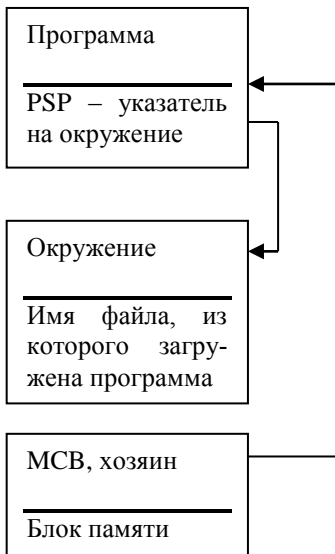 Программа
PSP – указатель
на окружение
Окружение
Имя файла, из
которого загру-
жена программа
MCB, хозяин
Блок памяти